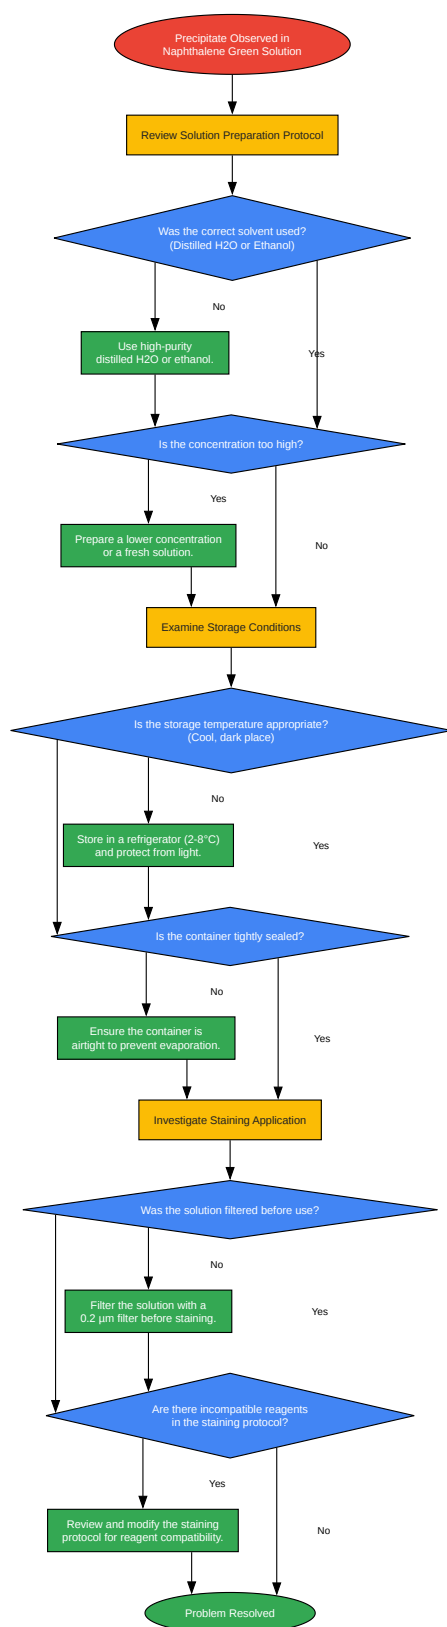 Precipitate Observed in
Naphthalene Green Solution
Review Solution Preparation Protocol
Was the correct solvent used?
(Distilled H2O or Ethanol)
No
Use high-purity
distilled H2O or ethanol.
Yes
Is the concentration too high?
Yes
Prepare a lower concentration
or a fresh solution.
No
Examine Storage Conditions
Is the storage temperature appropriate?
(Cool, dark place)
No
Store in a refrigerator (2-8°C)
and protect from light.
Yes
Is the container tightly sealed?
No
Ensure the container is
airtight to prevent evaporation.
Yes
Investigate Staining Application
Was the solution filtered before use?
No
Filter the solution with a
0.2 µm filter before staining.
Yes
Are there incompatible reagents
in the staining protocol?
Yes
Review and modify the staining
protocol for reagent compatibility.
No
Problem Resolved